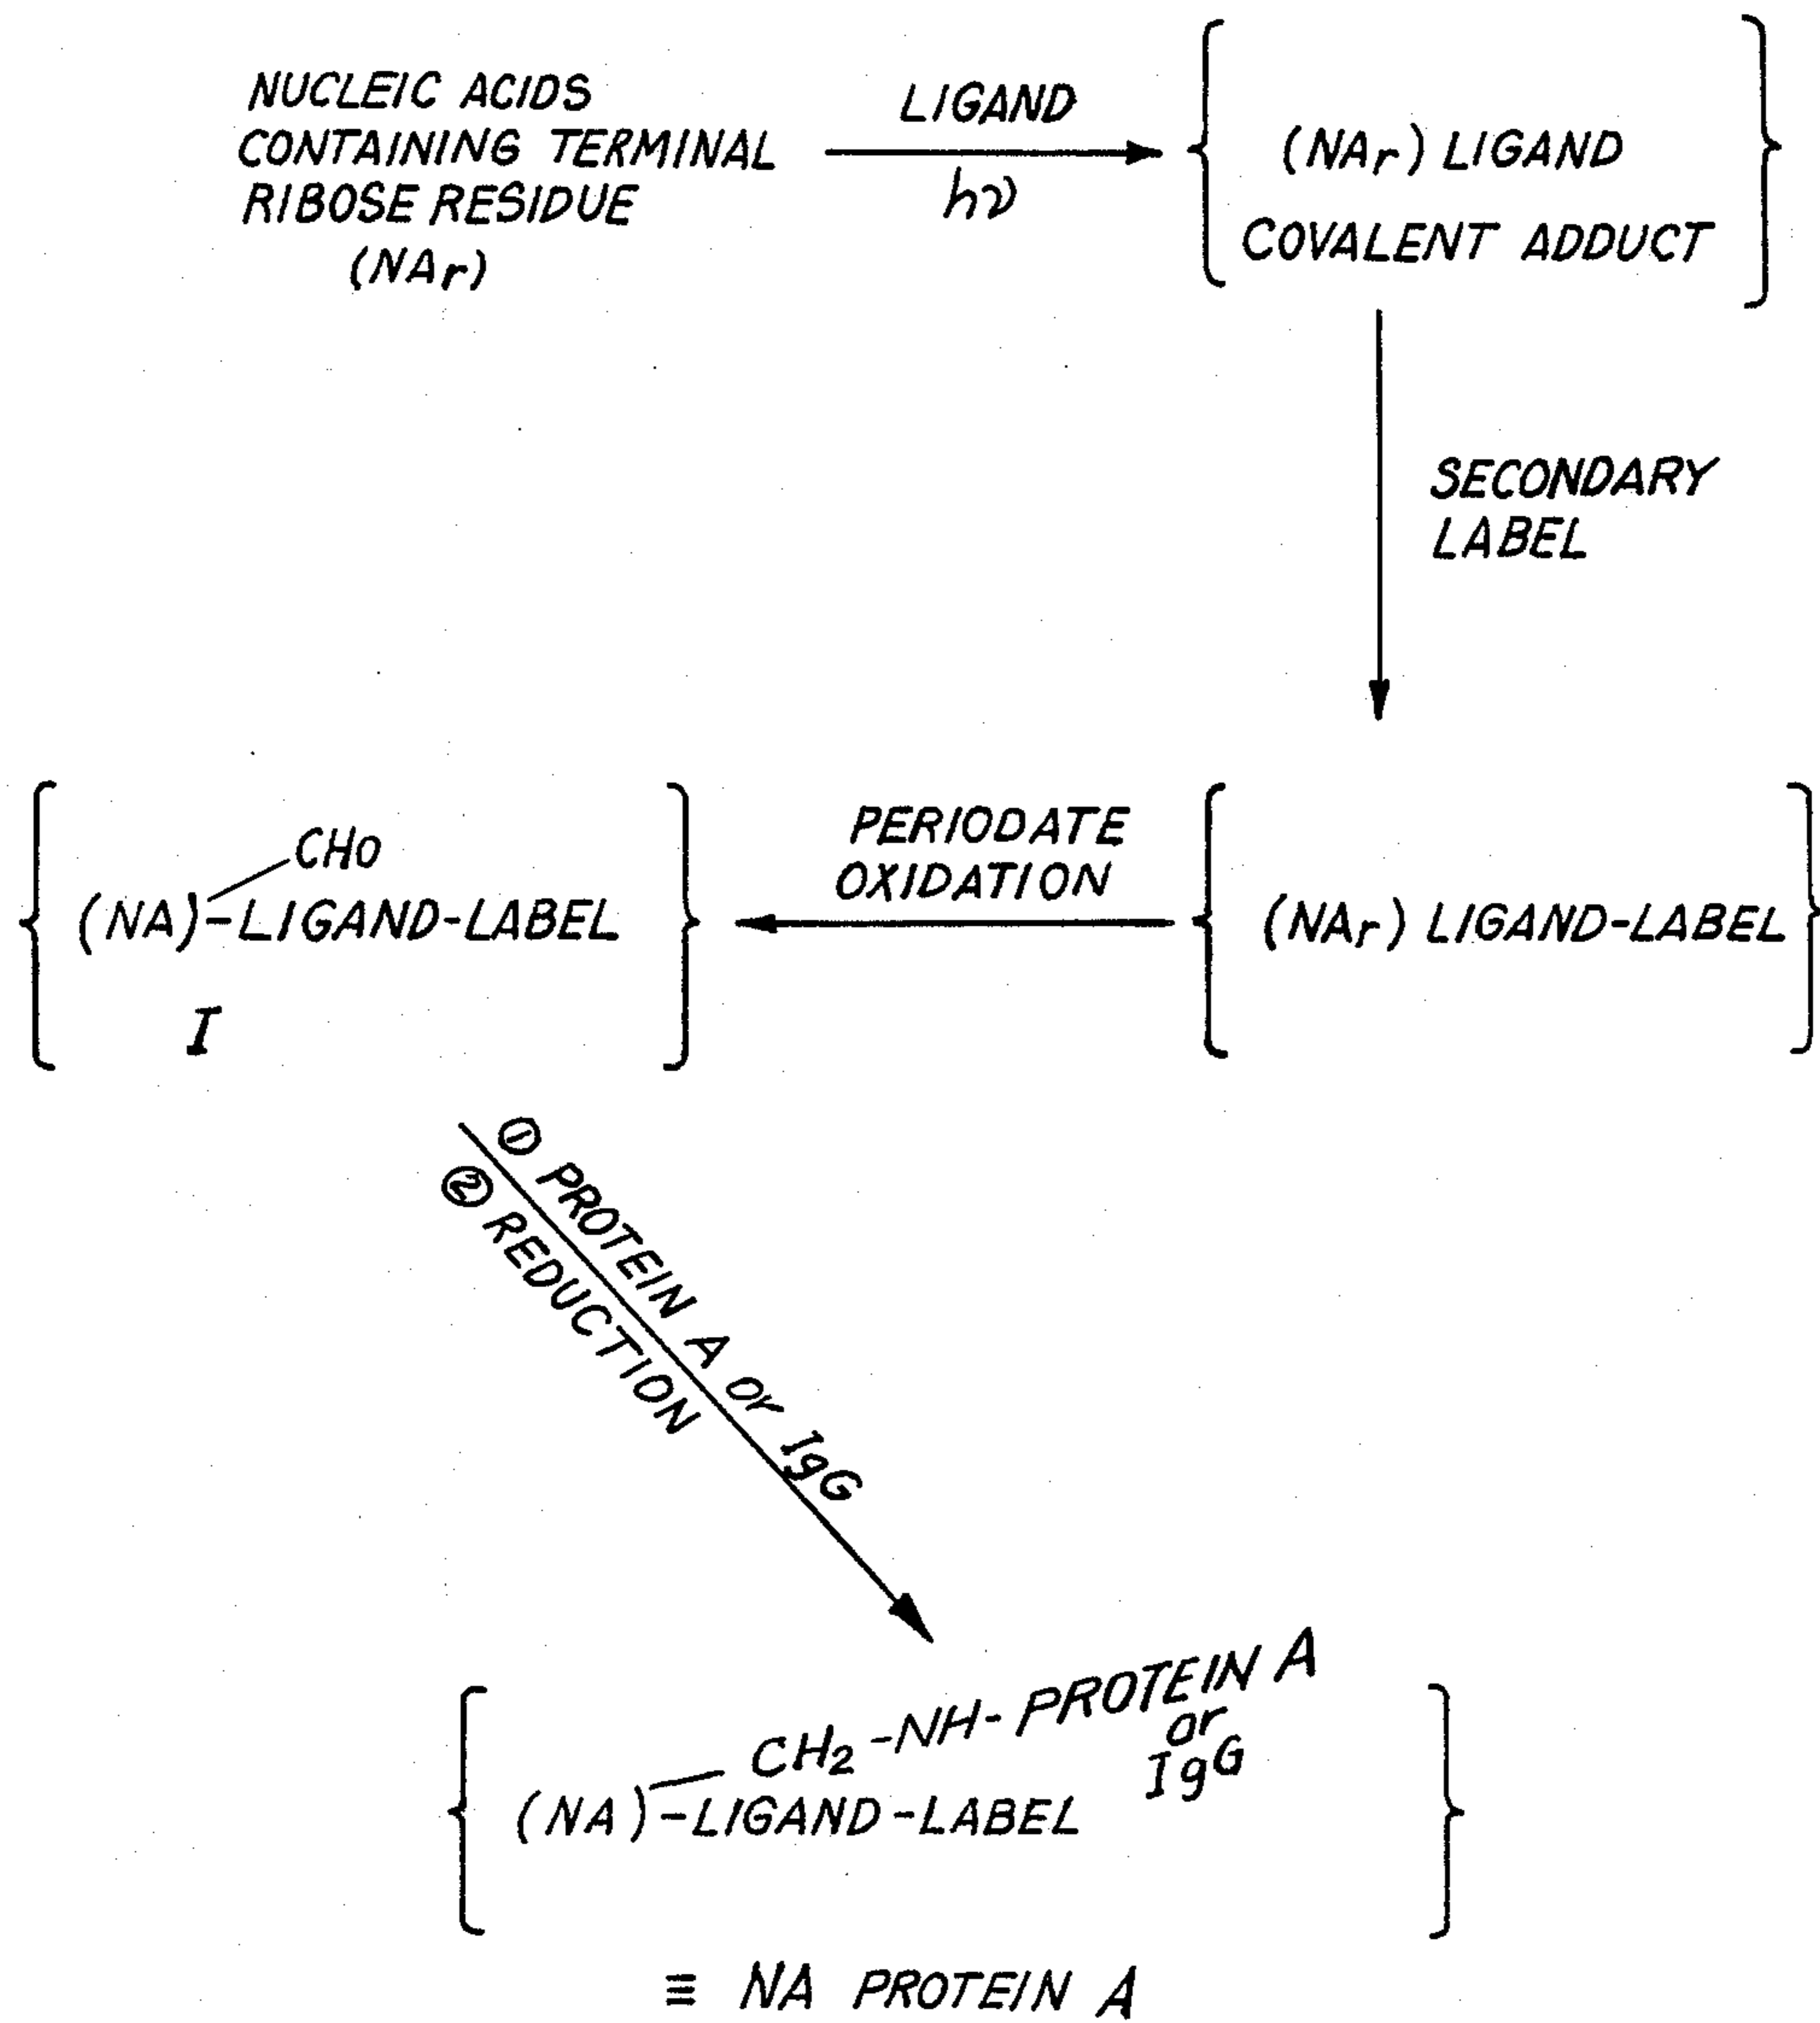 NUCLEIC ACIDS
CONTAINING TERMINAL
RIBOSE RESIDUE
(NAr)
LIGAND
hν
(NAr) LIGAND
COVALENT ADDUCT
SECONDARY
LABEL
(NAr) LIGAND-LABEL
PERIODATE
OXIDATION
CHO
(NA)-LIGAND-LABEL
I
① PROTEIN A or IgG
② REDUCTION
CH2-NH-PROTEIN A
or
IgG
(NA)-LIGAND-LABEL
≡ NA PROTEIN A